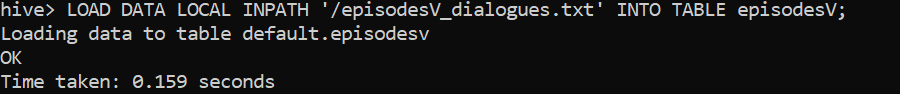 hive> LOAD DATA LOCAL INPATH '/episodesV_dialogues.txt' INTO TABLE episodesV;
Loading data to table default.episodesv
OK
Time taken: 0.159 seconds